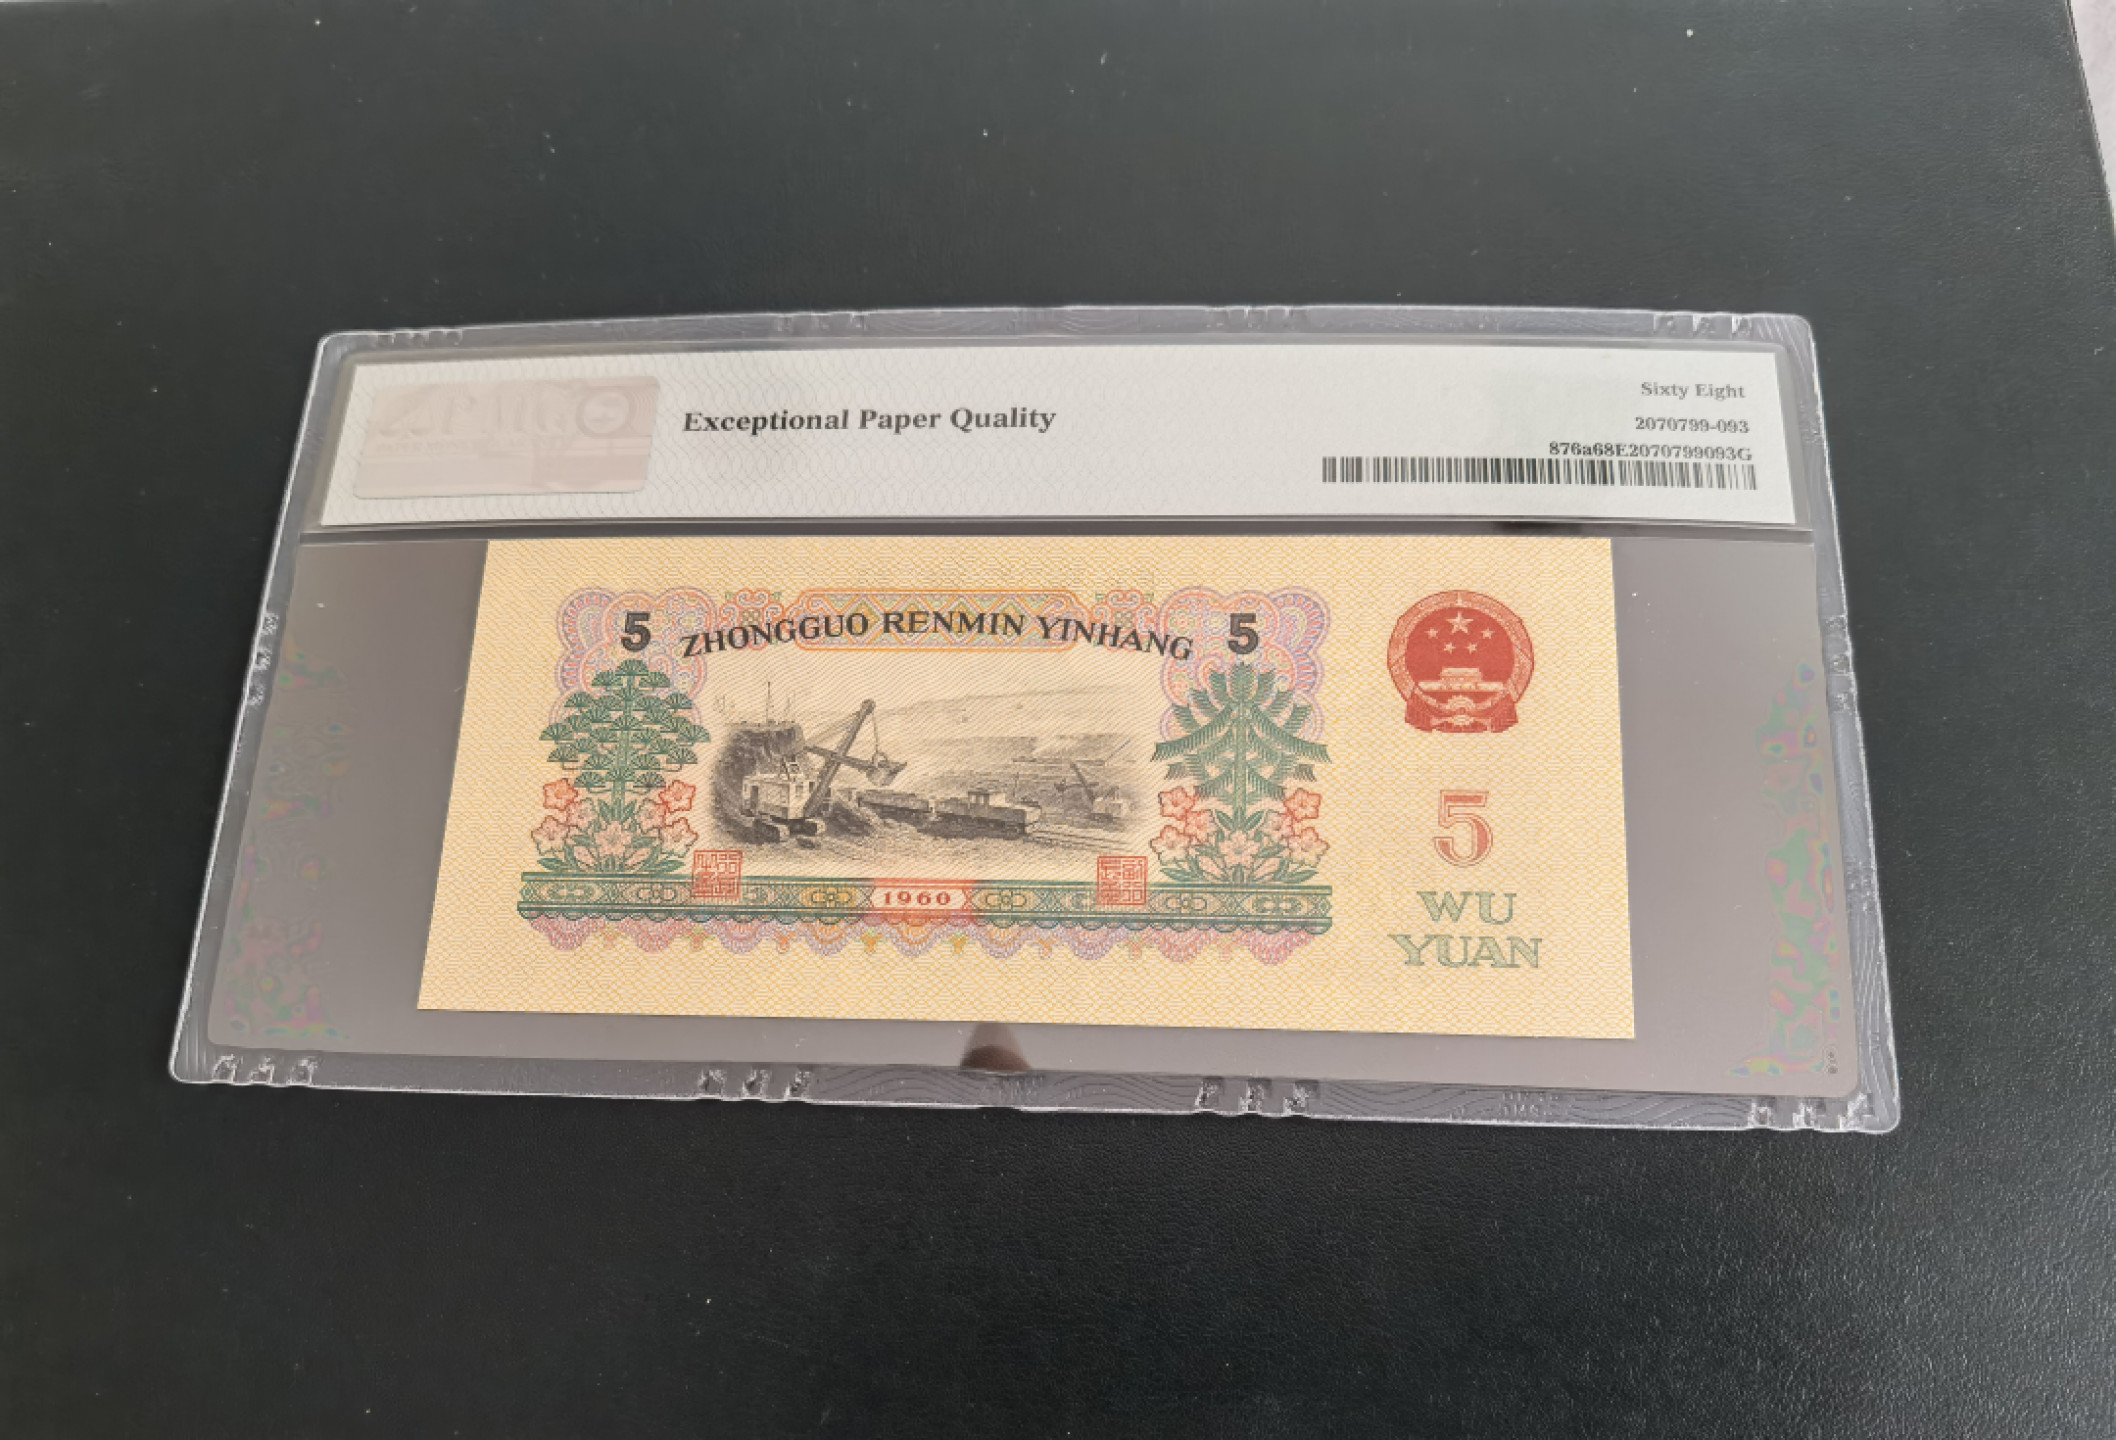 Exceptional Paper Quality
Sixty Eight
2070799-093
876a68E2070799093G
5 ZHONGGUO RENMIN YINHANG 5
5
WU
YUAN
1960